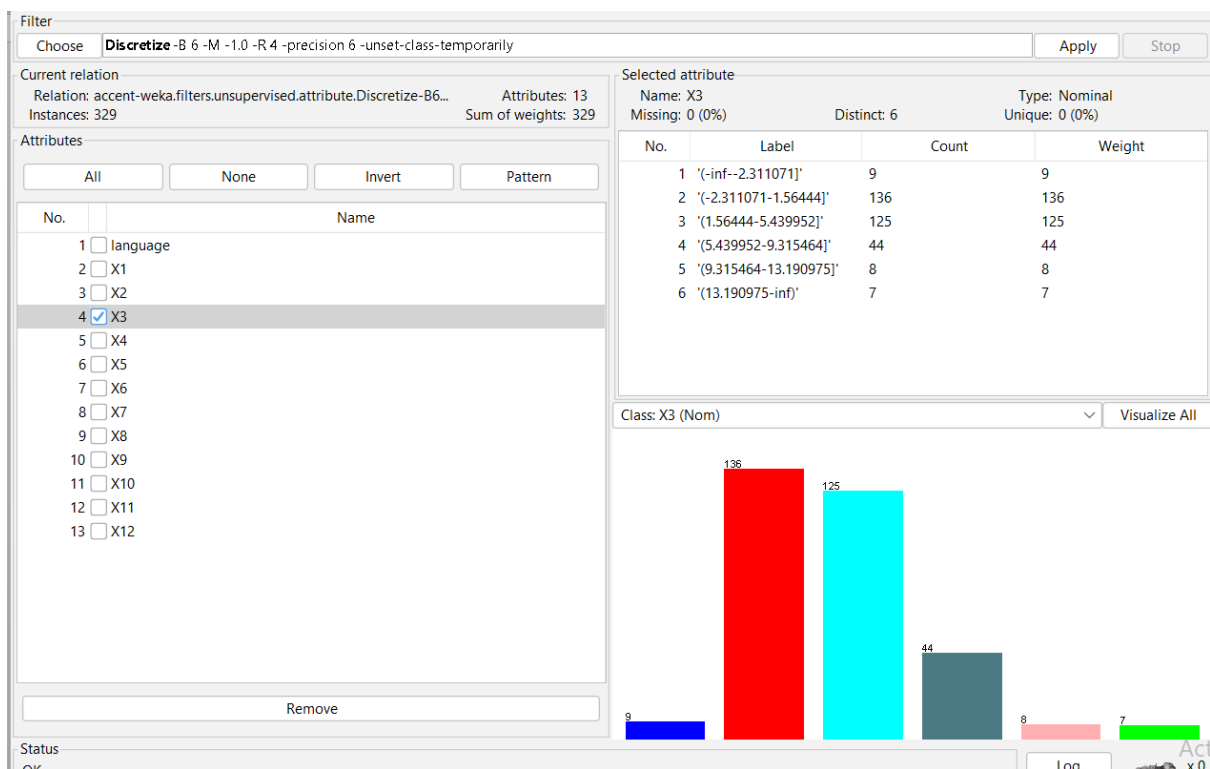 Filter
Choose Discretize -B 6 -M -1.0 -R 4 -precision 6 -unset-class-temporarily Apply Stop
Current relation
Relation: accent-weka.filters.unsupervised.attribute.Discretize-B6... Attributes: 13
Instances: 329 Sum of weights: 329
Attributes
All None Invert Pattern
No. Name
1 language
2 X1
3 X2
4 X3
5 X4
6 X5
7 X6
8 X7
9 X8
10 X9
11 X10
12 X11
13 X12
Remove
Selected attribute
Name: X3 Type: Nominal
Missing: 0 (0%) Distinct: 6 Unique: 0 (0%)
No. Label Count Weight
1 '(-inf--2.311071]' 9 9
2 '(-2.311071-1.56444]' 136 136
3 '(1.56444-5.439952]' 125 125
4 '(5.439952-9.315464]' 44 44
5 '(9.315464-13.190975]' 8 8
6 '(13.190975-inf)' 7 7
Class: X3 (Nom) Visualize All
136
125
44
9
8
7
Status
OK
Log
x 0